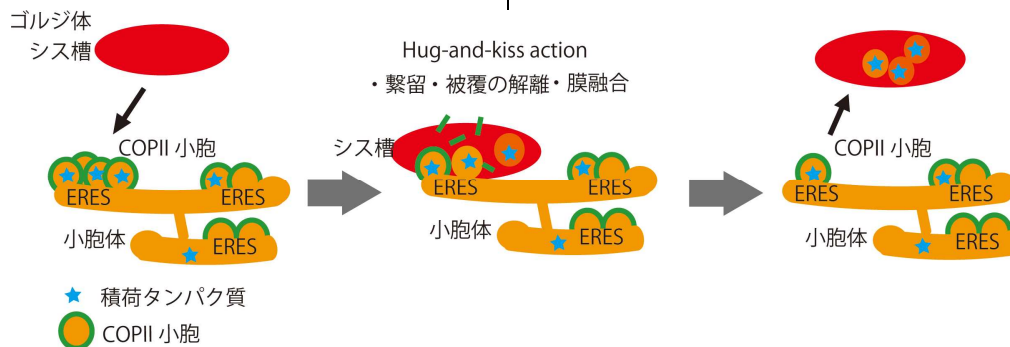 ゴルジ体
シス槽
COPII 小胞
ERES
ERES
小胞体
ERES
積荷タンパク質
COPII 小胞
Hug-and-kiss action
・繋留・被覆の解離・膜融合
シス槽
ERES
ERES
小胞体
ERES
COPII 小胞
ERES
ERES
小胞体
ERES